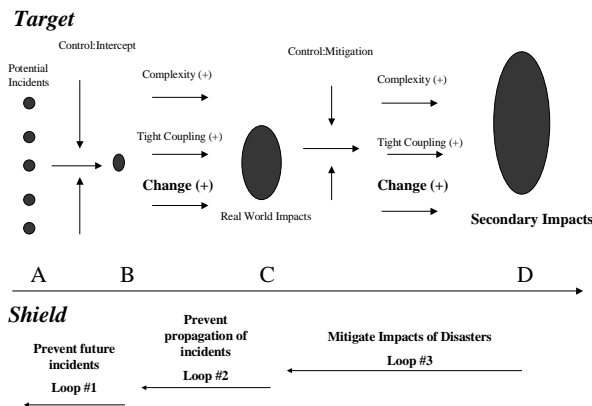 Target
Control:Intercept
Control:Mitigation
Potential
Incidents
Complexity (+)
Complexity (+)
Tight Coupling (+)
Tight Coupling (+)
Change (+)
Change (+)
Real World Impacts
Secondary Impacts
A
B
C
D
Shield
Prevent future
incidents
Loop #1
Prevent
propagation of
incidents
Loop #2
Mitigate Impacts of Disasters
Loop #3